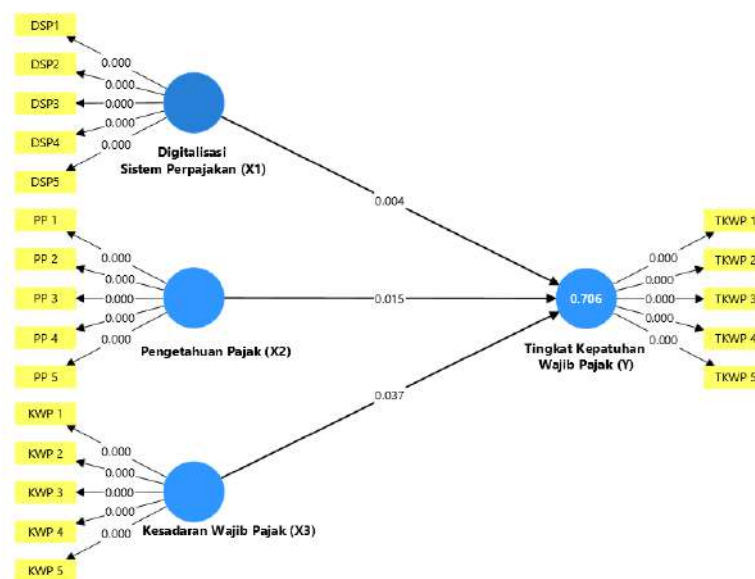 DSP1
0.000
DSP2
0.000
DSP3
0.000
DSP4
0.000
DSP5
0.000
Digitalisasi
Sistem Perpajakan (X1)
0.004
PP 1
0.000
PP 2
0.000
PP 3
0.000
PP 4
0.000
PP 5
0.000
Pengetahuan Pajak (X2)
0.015
KWP 1
0.000
KWP 2
0.000
KWP 3
0.000
KWP 4
0.000
KWP 5
0.000
Kesadaran Wajib Pajak (X3)
0.037
0.706
Tingkat Kepatuhan
Wajib Pajak (Y)
TKWP 1
0.000
TKWP 2
0.000
TKWP 3
0.000
TKWP 4
0.000
TKWP 5
0.000